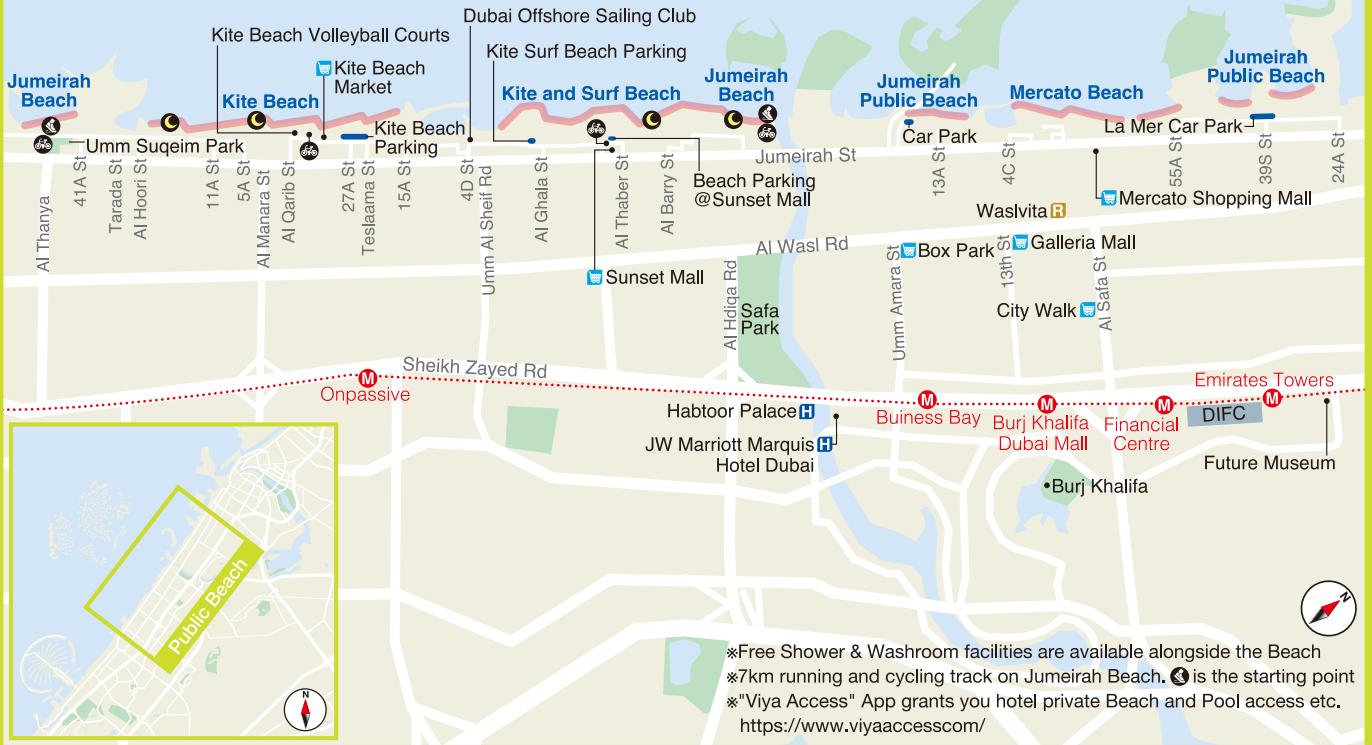 Dubai Offshore Sailing Club
Kite Beach Volleyball Courts
Kite Surf Beach Parking
Kite Beach
Market
Jumeirah
Beach
Kite Beach
Kite and Surf Beach
Jumeirah
Beach
Jumeirah
Public Beach
Mercato Beach
Jumeirah
Public Beach
Umm Suqeim Park
Kite Beach
Parking
Car Park
La Mer Car Park
Jumeirah St
Beach Parking
@Sunset Mall
Al Thanya
41A St
Tarada St
Al Hoori St
11A St
5A St
Al Manara St
Al Qarib St
27A St
Teslaama St
15A St
4D St
Umm Al Sheif Rd
Al Ghala St
Al Thaber St
Al Barry St
13A St
4C St
55A St
39S St
24A St
Waslvita R
Mercato Shopping Mall
Al Wasl Rd
Box Park
Galleria Mall
Sunset Mall
Al Hdiqa Rd
Umm Amara St
13th St
Al Safa St
City Walk
Safa
Park
Sheikh Zayed Rd
M
Onpassive
Habtoor Palace H
JW Marriott Marquis H
Hotel Dubai
M
Buiness Bay
M
Burj Khalifa
Dubai Mall
M
Financial
Centre
Emirates Towers
M
DIFC
Future Museum
Burj Khalifa
Public Beach
N
N
※Free Shower & Washroom facilities are available alongside the Beach
※7km running and cycling track on Jumeirah Beach. is the starting point
※"Viya Access" App grants you hotel private Beach and Pool access etc.
https://www.viyaaccesscom/